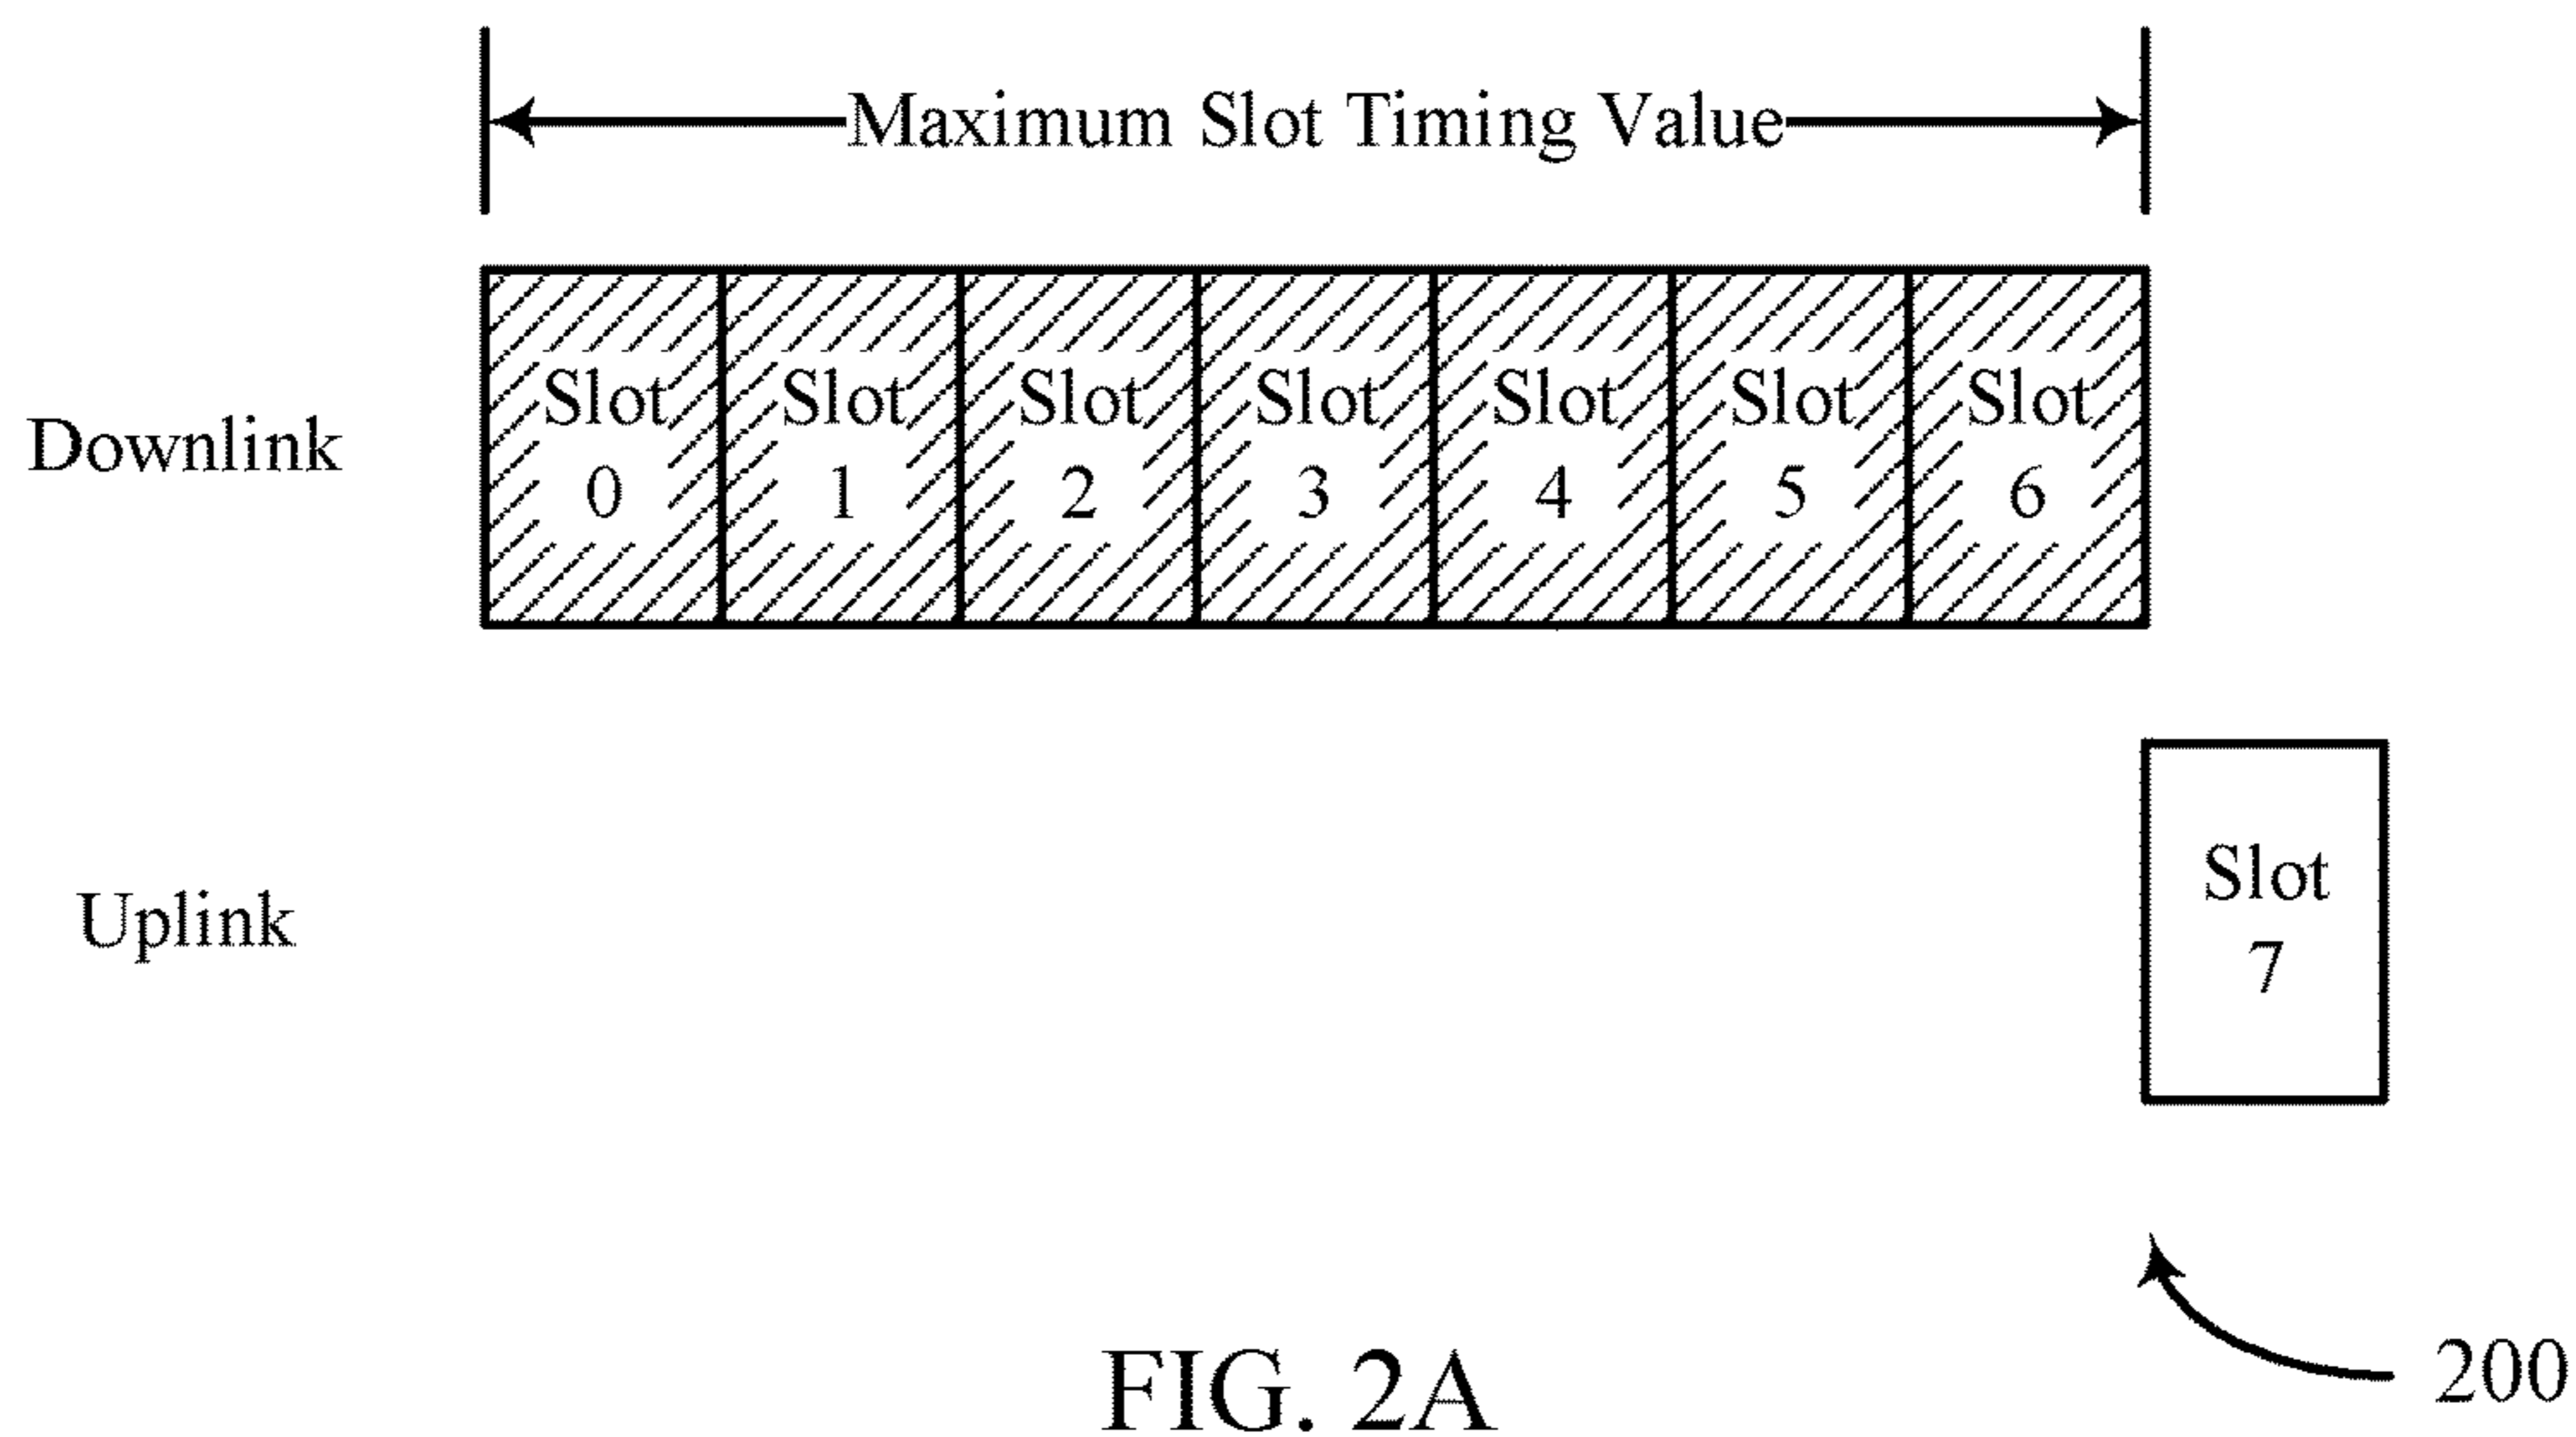 Maximum Slot Timing Value
Downlink
Slot 0
Slot 1
Slot 2
Slot 3
Slot 4
Slot 5
Slot 6
Uplink
Slot 7
200
FIG. 2A